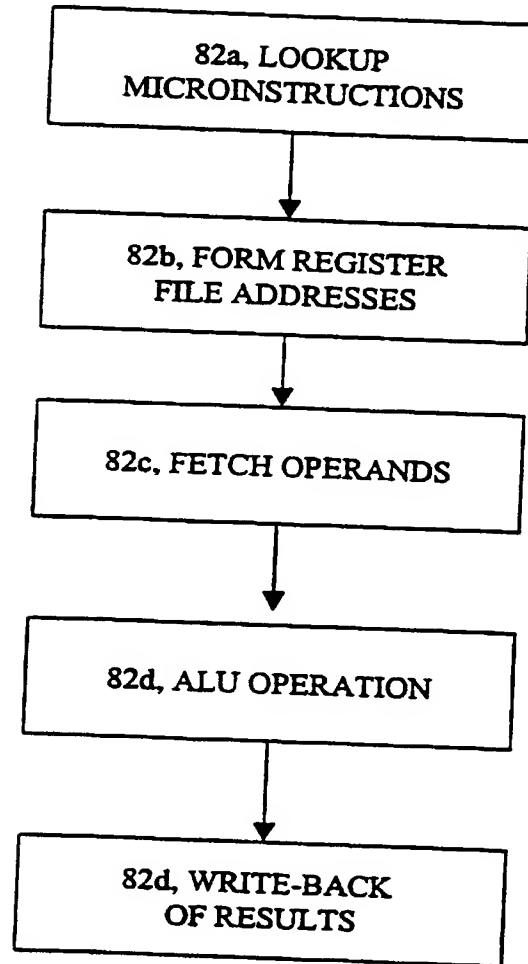 82a, LOOKUP
MICROINSTRUCTIONS
82b, FORM REGISTER
FILE ADDRESSES
82c, FETCH OPERANDS
82d, ALU OPERATION
82d, WRITE-BACK
OF RESULTS